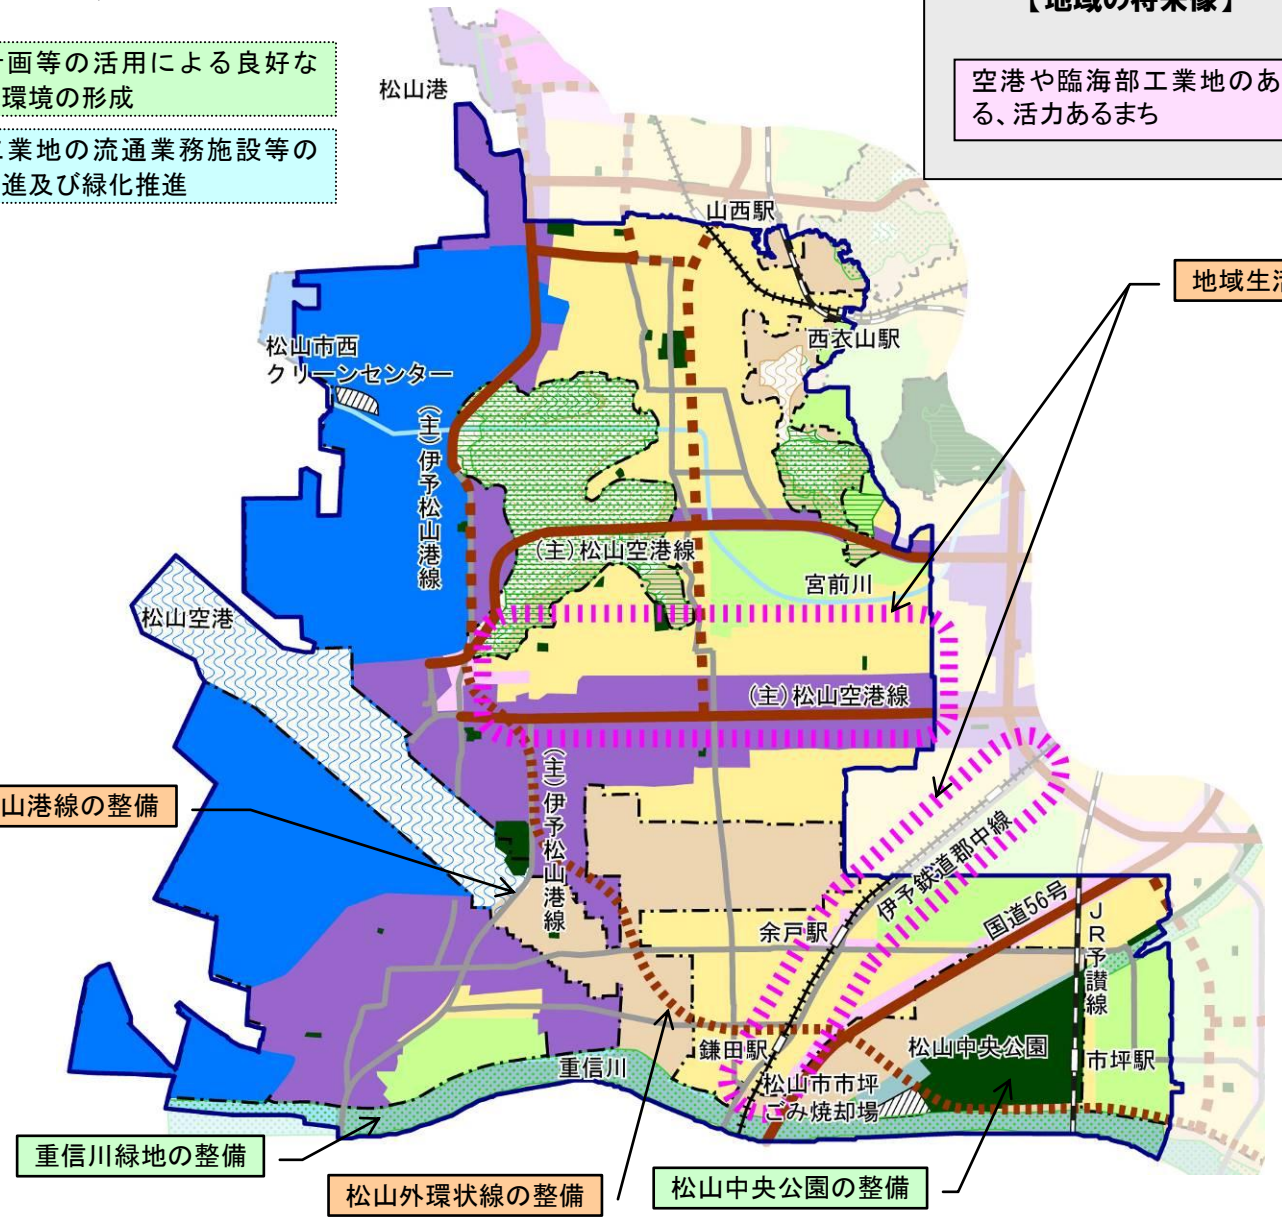 【地域の将来像】
画等の活用による良好な
環境の形成
業地の流通業務施設等の
進及び緑化推進
空港や臨海部工業地のあ
る、活力あるまち
松山港
山西駅
地域生活
西衣山駅
松山市西
クリーンセンター
(主)伊予松山港線
(主)松山空港線
宮前川
松山空港
(主)松山空港線
山港線の整備
(主)伊予松山港線
伊予鉄道郡中線
国道56号
JR予讃線
余戸駅
鎌田駅
松山中央公園
市坪駅
重信川
松山市市坪
ごみ焼却場
重信川緑地の整備
松山外環状線の整備
松山中央公園の整備